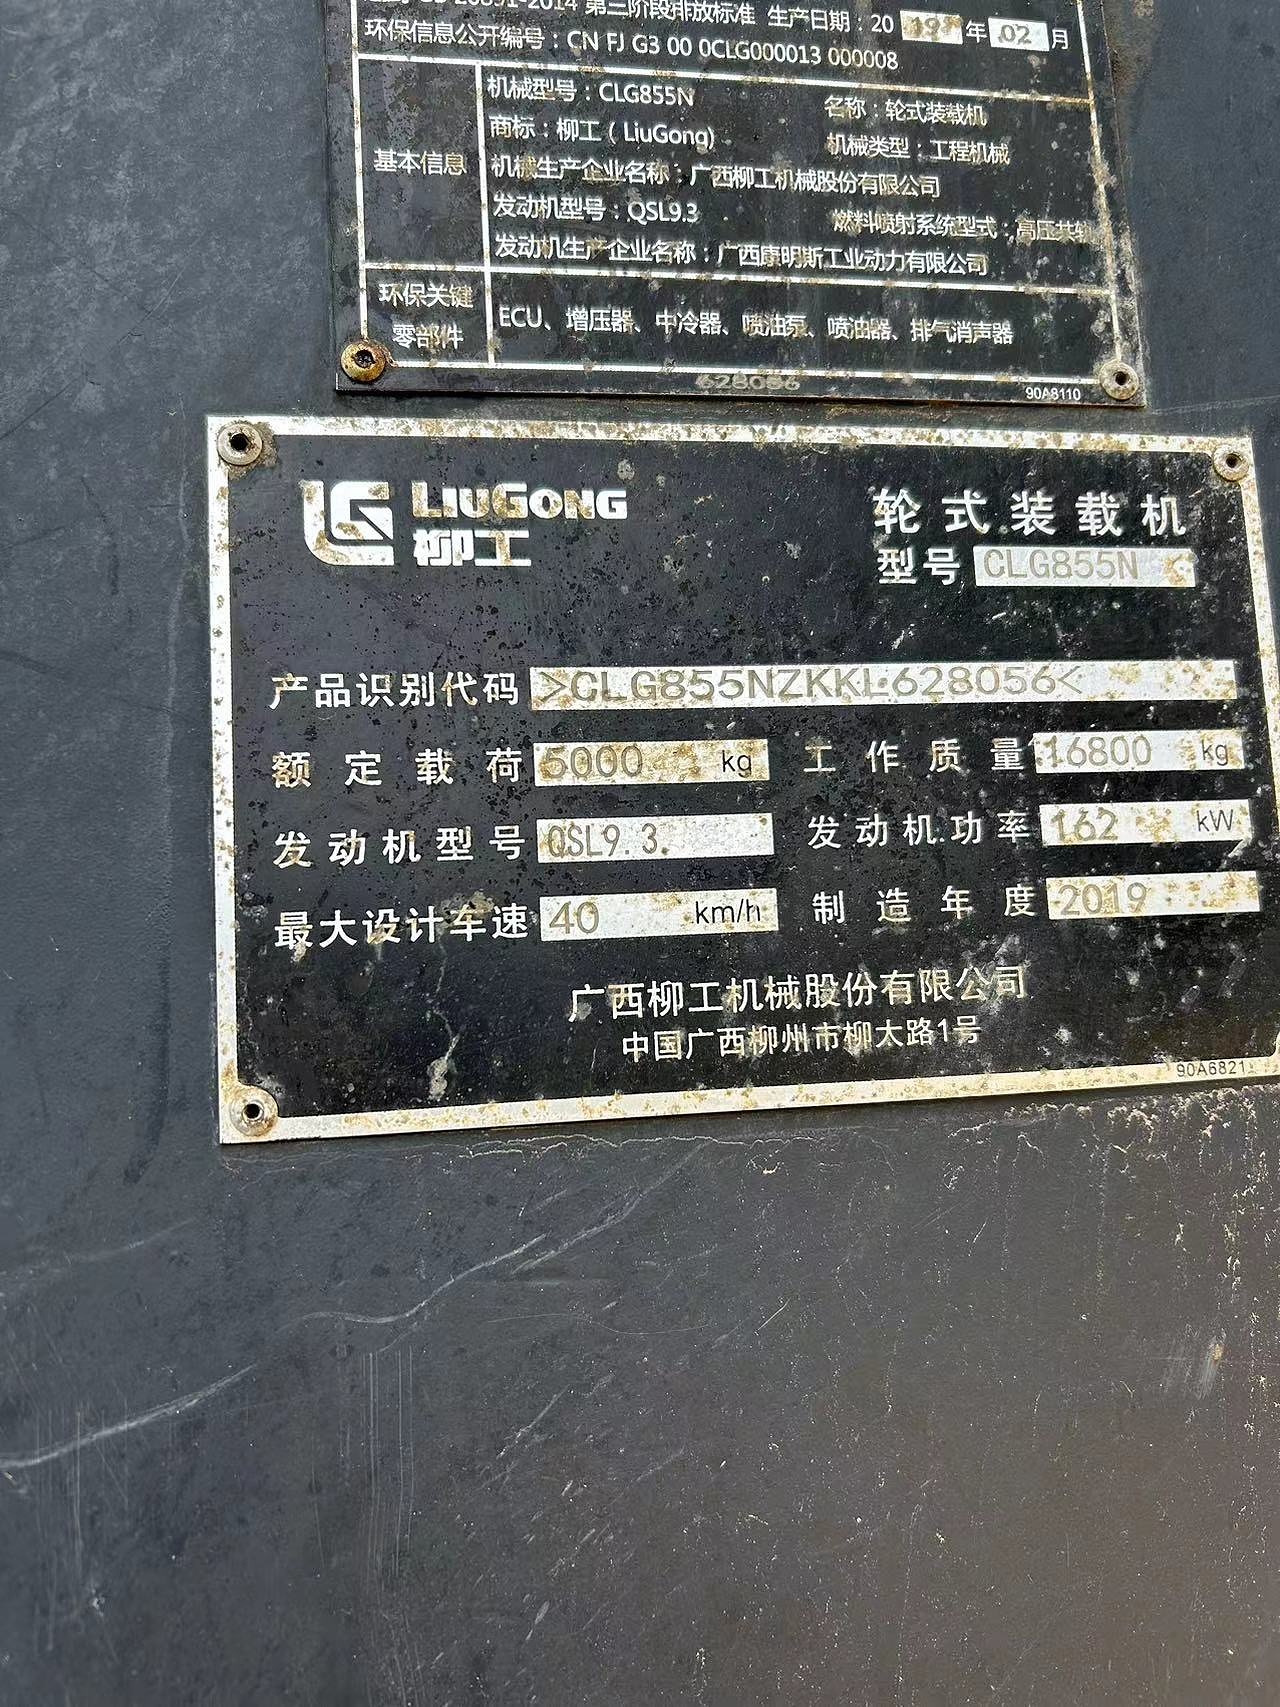 GB 20891-2014 第三阶段排放标准 生产日期：20 19 年 02 月
环保信息公开编号：CN FJ G3 00 0CLG000013 000008
基本信息
机械型号：CLG855N 名称：轮式装载机
商标：柳工（LiuGong) 机械类型：工程机械
机械生产企业名称：广西柳工机械股份有限公司
发动机型号：QSL9.3 燃料喷射系统型式：高压共轨
发动机生产企业名称：广西康明斯工业动力有限公司
环保关键
零部件
ECU、增压器、中冷器、喷油泵、喷油器、排气消声器
628056
90A8110
LIUGONG
柳工
轮式装载机
型号 CLG855N
产品识别代码 >CLG855NZKKL628056<
额定载荷 5000 kg 工作质量 16800 kg
发动机型号 QSL9.3 发动机功率 162 kW
最大设计车速 40 km/h 制造年度 2019
广西柳工机械股份有限公司
中国广西柳州市柳太路1号
90A6821